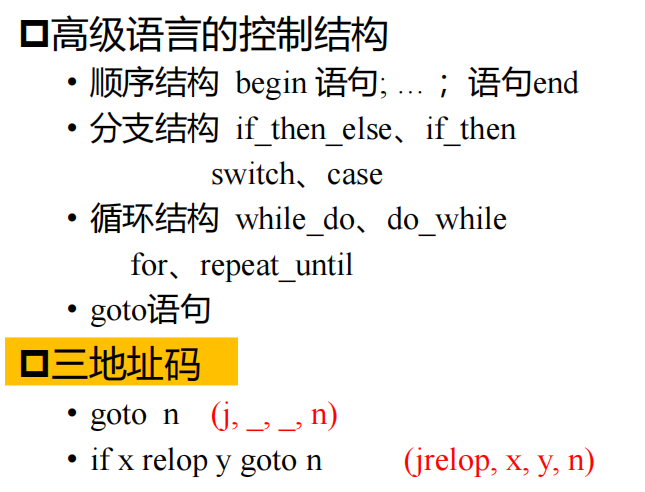 高级语言的控制结构
• 顺序结构 begin 语句; … ；语句end
• 分支结构 if_then_else、if_then
switch、case
• 循环结构 while_do、do_while
for、repeat_until
• goto语句
三地址码
• goto n (j, _, _, n)
• if x relop y goto n (jrelop, x, y, n)